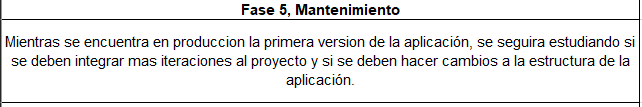 Fase 5, Mantenimiento
Mientras se encuentra en produccion la primera version de la aplicación, se seguira estudiando si
se deben integrar mas iteraciones al proyecto y si se deben hacer cambios a la estructura de la
aplicación.